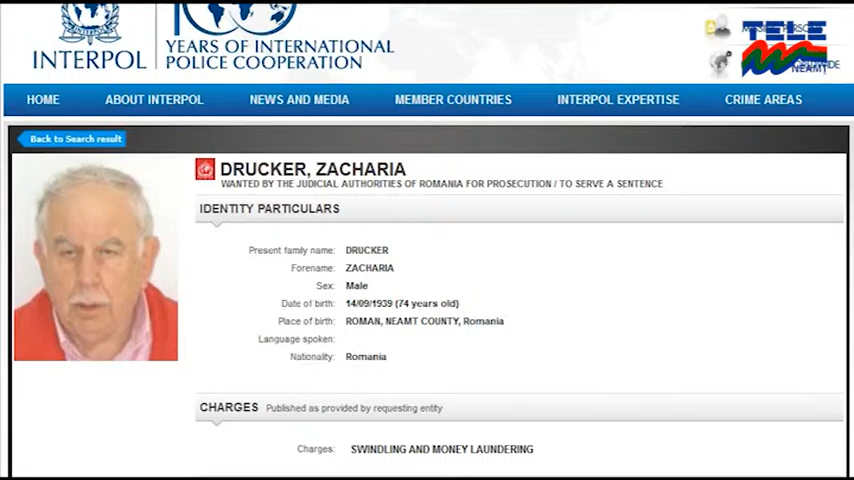 INTERPOL
YEARS OF INTERNATIONAL
POLICE COOPERATION
TELE
NEAMȚ
HOME
ABOUT INTERPOL
NEWS AND MEDIA
MEMBER COUNTRIES
INTERPOL EXPERTISE
CRIME AREAS
Back to Search result
DRUCKER, ZACHARIA
WANTED BY THE JUDICIAL AUTHORITIES OF ROMANIA FOR PROSECUTION / TO SERVE A SENTENCE
IDENTITY PARTICULARS
Present family name: DRUCKER
Forename: ZACHARIA
Sex: Male
Date of birth: 14/09/1939 (74 years old)
Place of birth: ROMAN, NEAMT COUNTY, Romania
Language spoken:
Nationality: Romania
CHARGES Published as provided by requesting entity
Charges: SWINDLING AND MONEY LAUNDERING